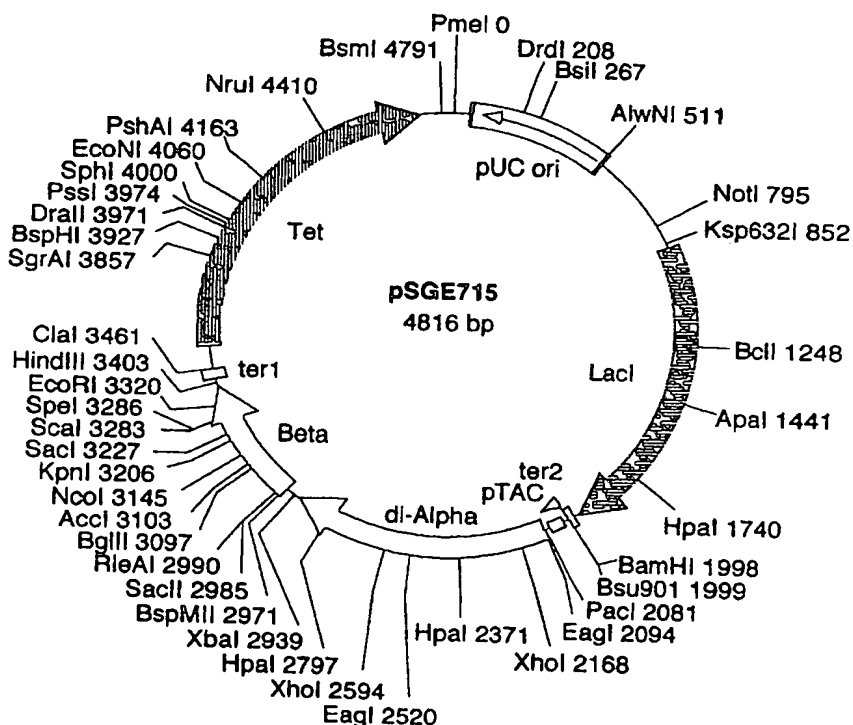 PmeI 0
BsmI 4791
DrdI 208
BsiI 267
NruI 4410
AlwNI 511
PshAI 4163
EcoNI 4060
SphI 4000
PssI 3974
DraII 3971
BspHI 3927
SgrAI 3857
pUC ori
NotI 795
Ksp632I 852
Tet
pSGE715
4816 bp
ClaI 3461
HindIII 3403
EcoRI 3320
SpeI 3286
ScaI 3283
SacI 3227
KpnI 3206
NcoI 3145
AccI 3103
BglII 3097
RleAI 2990
SacII 2985
BspMII 2971
XbaI 2939
HpaI 2797
XhoI 2594
EagI 2520
ter1
Beta
LacI
BclI 1248
ApaI 1441
ter2
pTAC
di-Alpha
HpaI 1740
BamHI 1998
Bsu901 1999
PacI 2081
EagI 2094
HpaI 2371
XhoI 2168